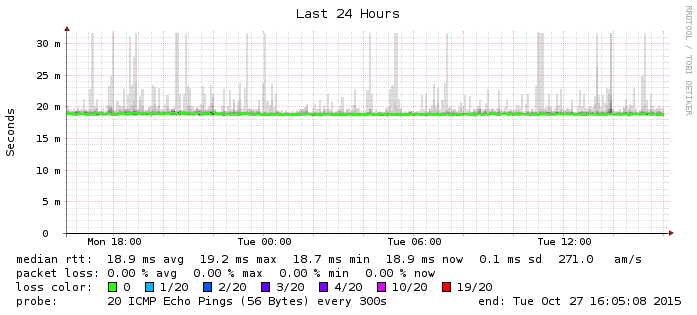 Last 24 Hours
RRDTOOL / TOBI OETIKER
Seconds
30 m
25 m
20 m
15 m
10 m
5 m
0
Mon 18:00 Tue 00:00 Tue 06:00 Tue 12:00
median rtt: 18.9 ms avg 19.2 ms max 18.7 ms min 18.9 ms now 0.1 ms sd 271.0 am/s
packet loss: 0.00 % avg 0.00 % max 0.00 % min 0.00 % now
loss color: 0 1/20 2/20 3/20 4/20 10/20 19/20
probe: 20 ICMP Echo Pings (56 Bytes) every 300s end: Tue Oct 27 16:05:08 2015